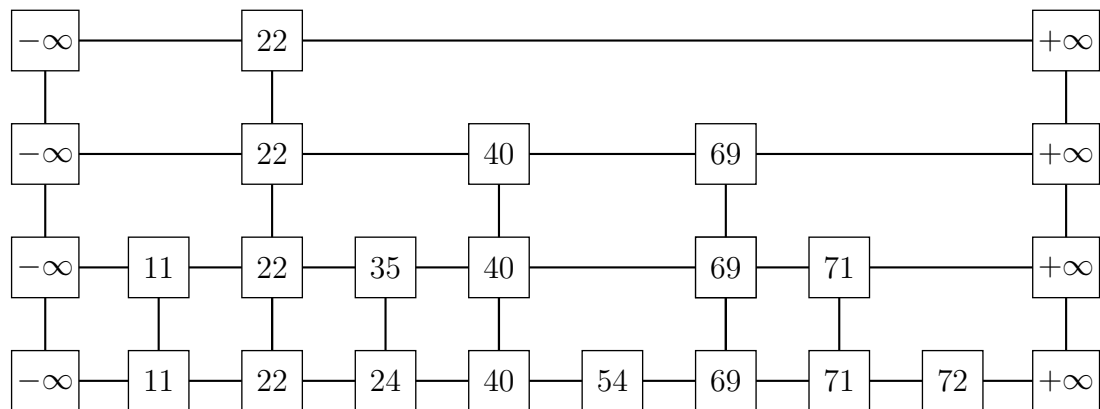 −∞ 22 +∞
−∞ 22 40 69 +∞
−∞ 11 22 35 40 69 71 +∞
−∞ 11 22 24 40 54 69 71 72 +∞